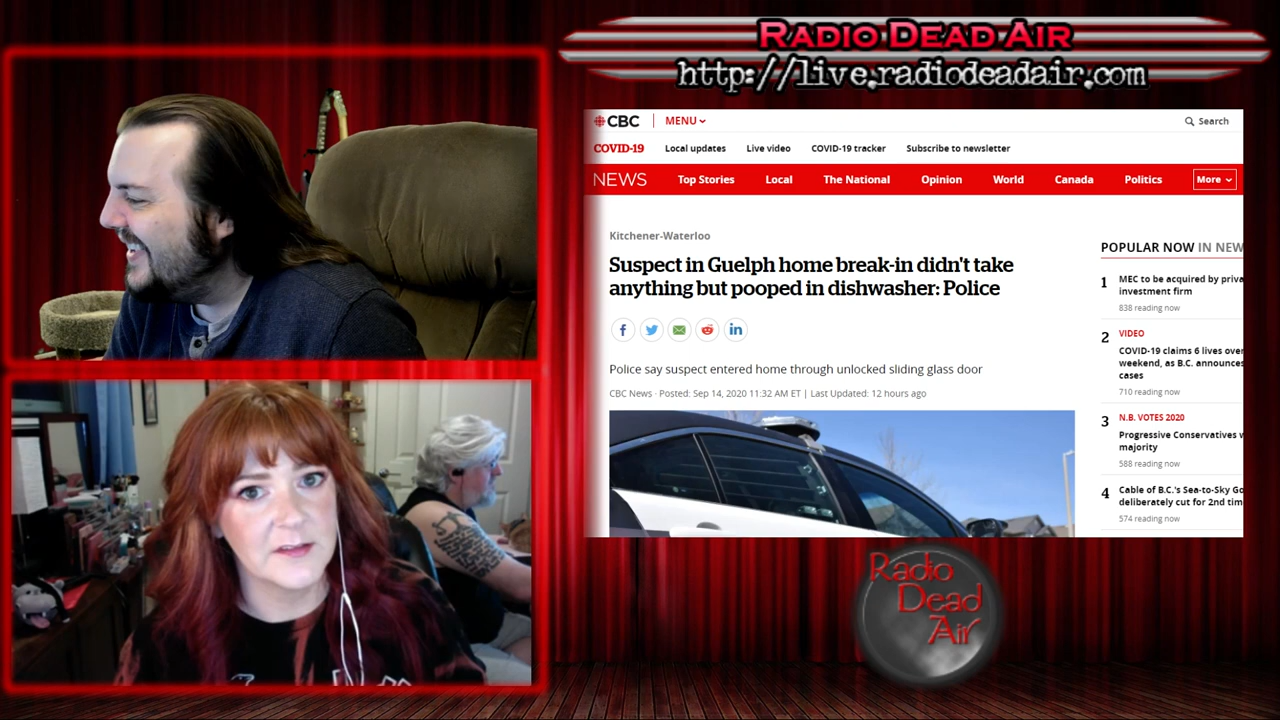 RADIO DEAD AIR
http://live.radiodeadair.com
CBC
MENU
Search
COVID-19
Local updates
Live video
COVID-19 tracker
Subscribe to newsletter
NEWS
Top Stories
Local
The National
Opinion
World
Canada
Politics
More
Kitchener-Waterloo
Suspect in Guelph home break-in didn't take
anything but pooped in dishwasher: Police
Police say suspect entered home through unlocked sliding glass door
CBC News · Posted: Sep 14, 2020 11:32 AM ET | Last Updated: 12 hours ago
POPULAR NOW IN NEW
1
MEC to be acquired by priva
investment firm
838 reading now
2
VIDEO
COVID-19 claims 6 lives over
weekend, as B.C. announces
cases
710 reading now
3
N.B. VOTES 2020
Progressive Conservatives w
majority
588 reading now
4
Cable of B.C.'s Sea-to-Sky Go
deliberately cut for 2nd tim
574 reading now
Radio
Dead
Air